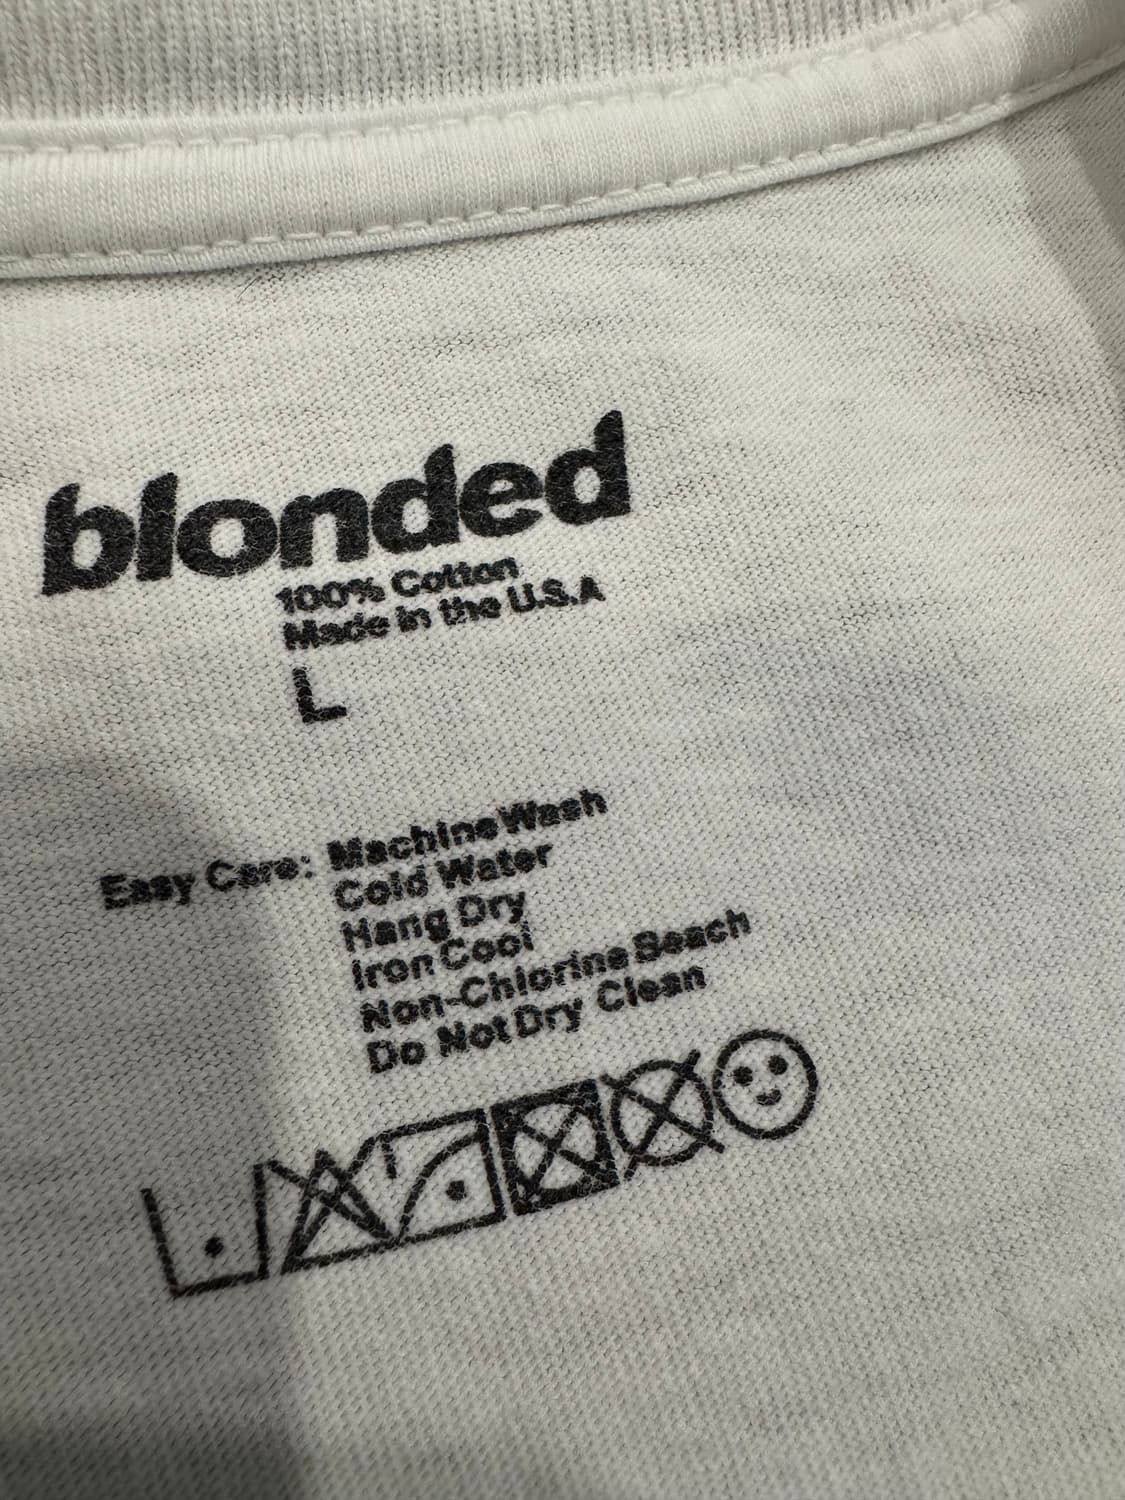 blonded
100% Cotton
Made in the U.S.A
L
Easy Care: Machine Wash
Cold Water
Hang Dry
Iron Cool
Non-Chlorine Beach
Do Not Dry Clean